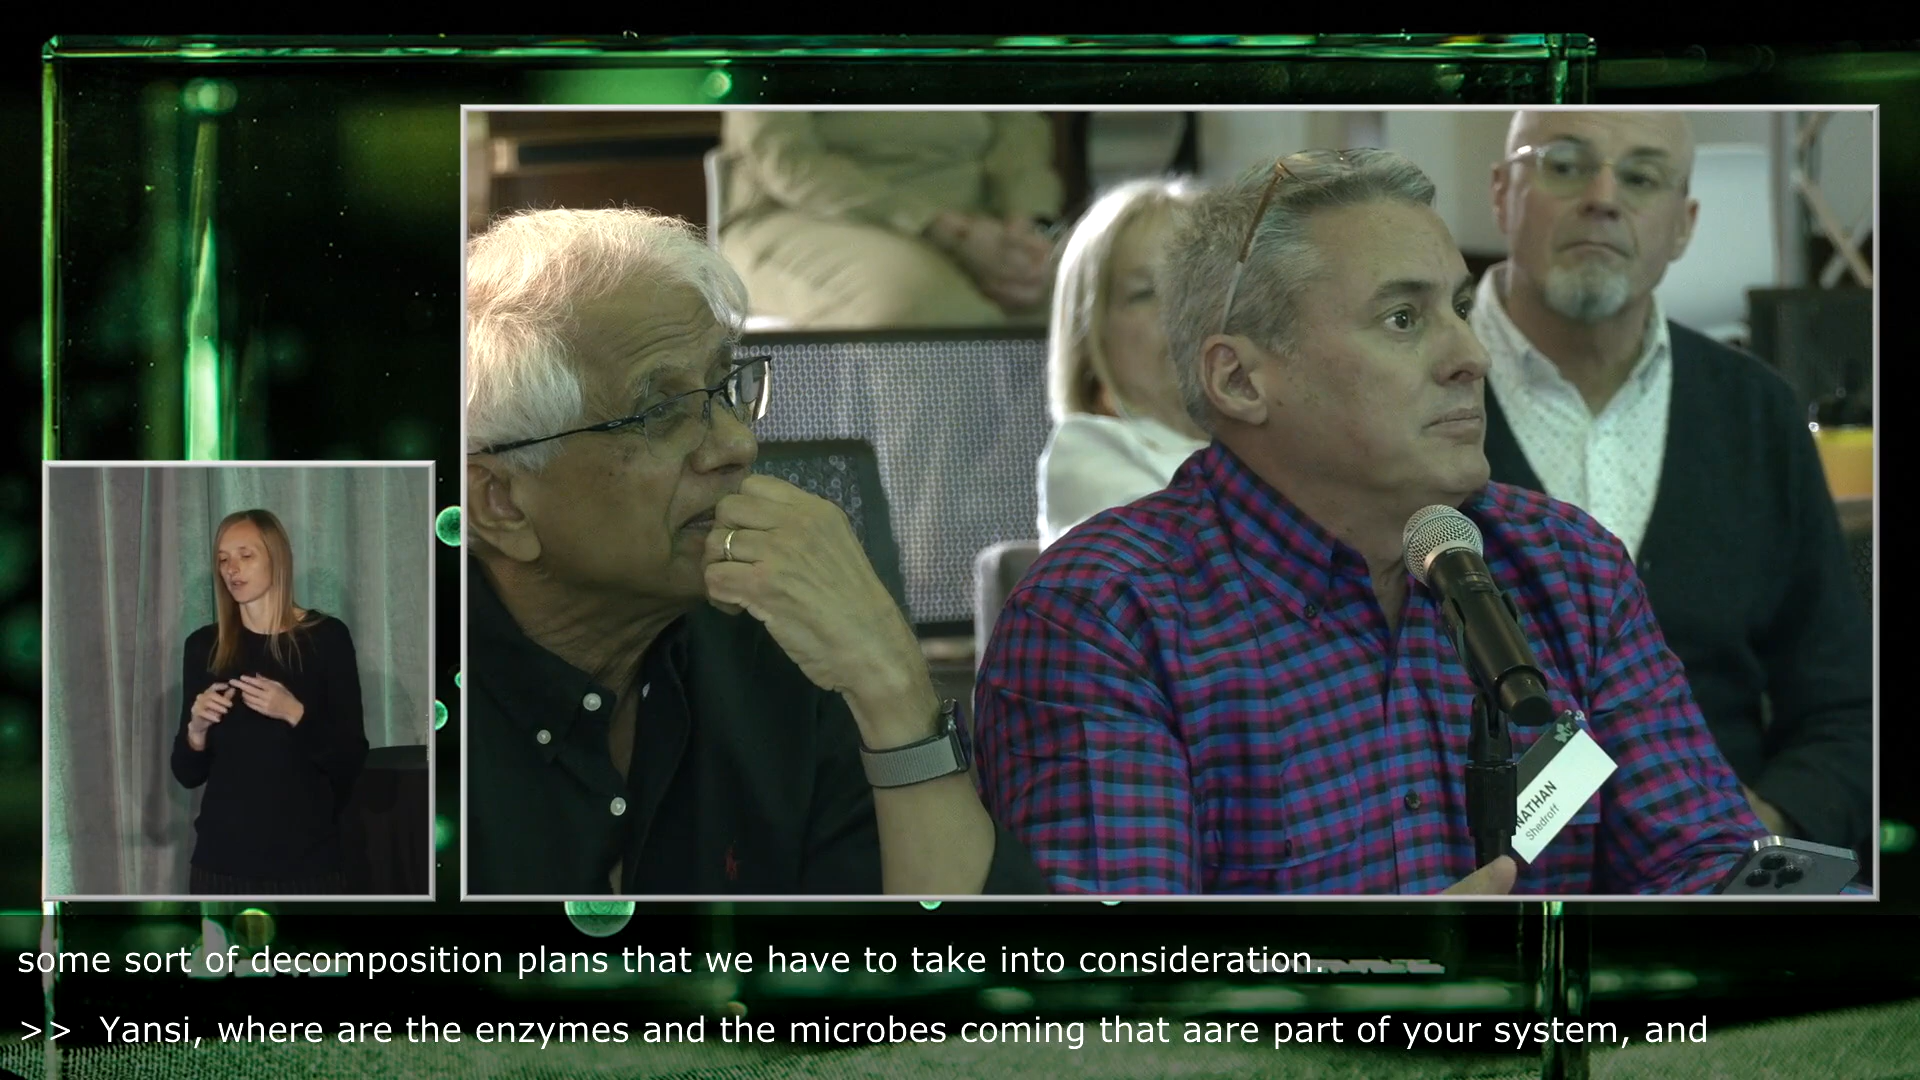 NATHAN
Shedroff
some sort of decomposition plans that we have to take into consideration.
>> Yansi, where are the enzymes and the microbes coming that aare part of your system, and